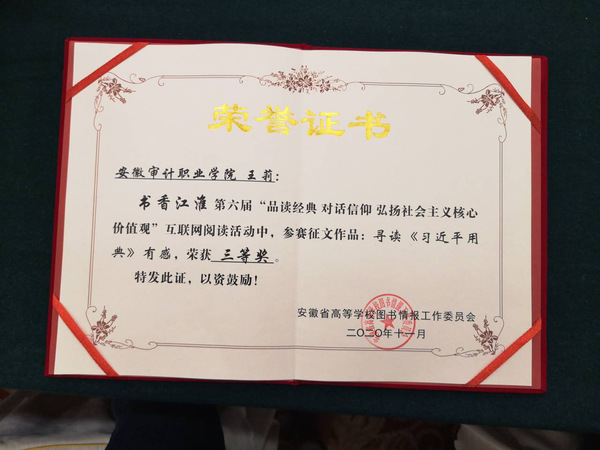 荣誉证书
安徽审计职业学院 王莉：
书香江淮 第六届“品读经典 对话信仰 弘扬社会主义核心
价值观”互联网阅读活动中，参赛征文作品：寻读《习近平用
典》有感，荣获 三等奖 。
特发此证，以资鼓励！
安徽省高等学校图书情报工作委员会
二〇二〇年十一月